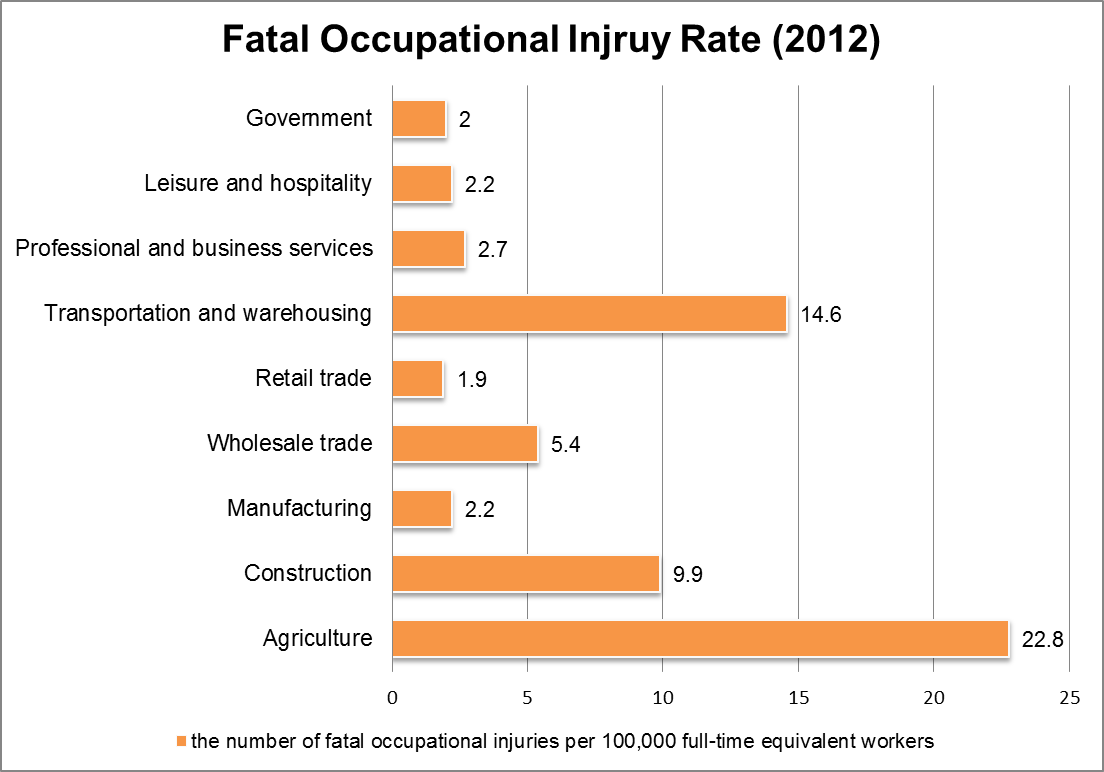 Fatal Occupational Injruy Rate (2012)
Government 2
Leisure and hospitality 2.2
Professional and business services 2.7
Transportation and warehousing 14.6
Retail trade 1.9
Wholesale trade 5.4
Manufacturing 2.2
Construction 9.9
Agriculture 22.8
0 5 10 15 20 25
the number of fatal occupational injuries per 100,000 full-time equivalent workers